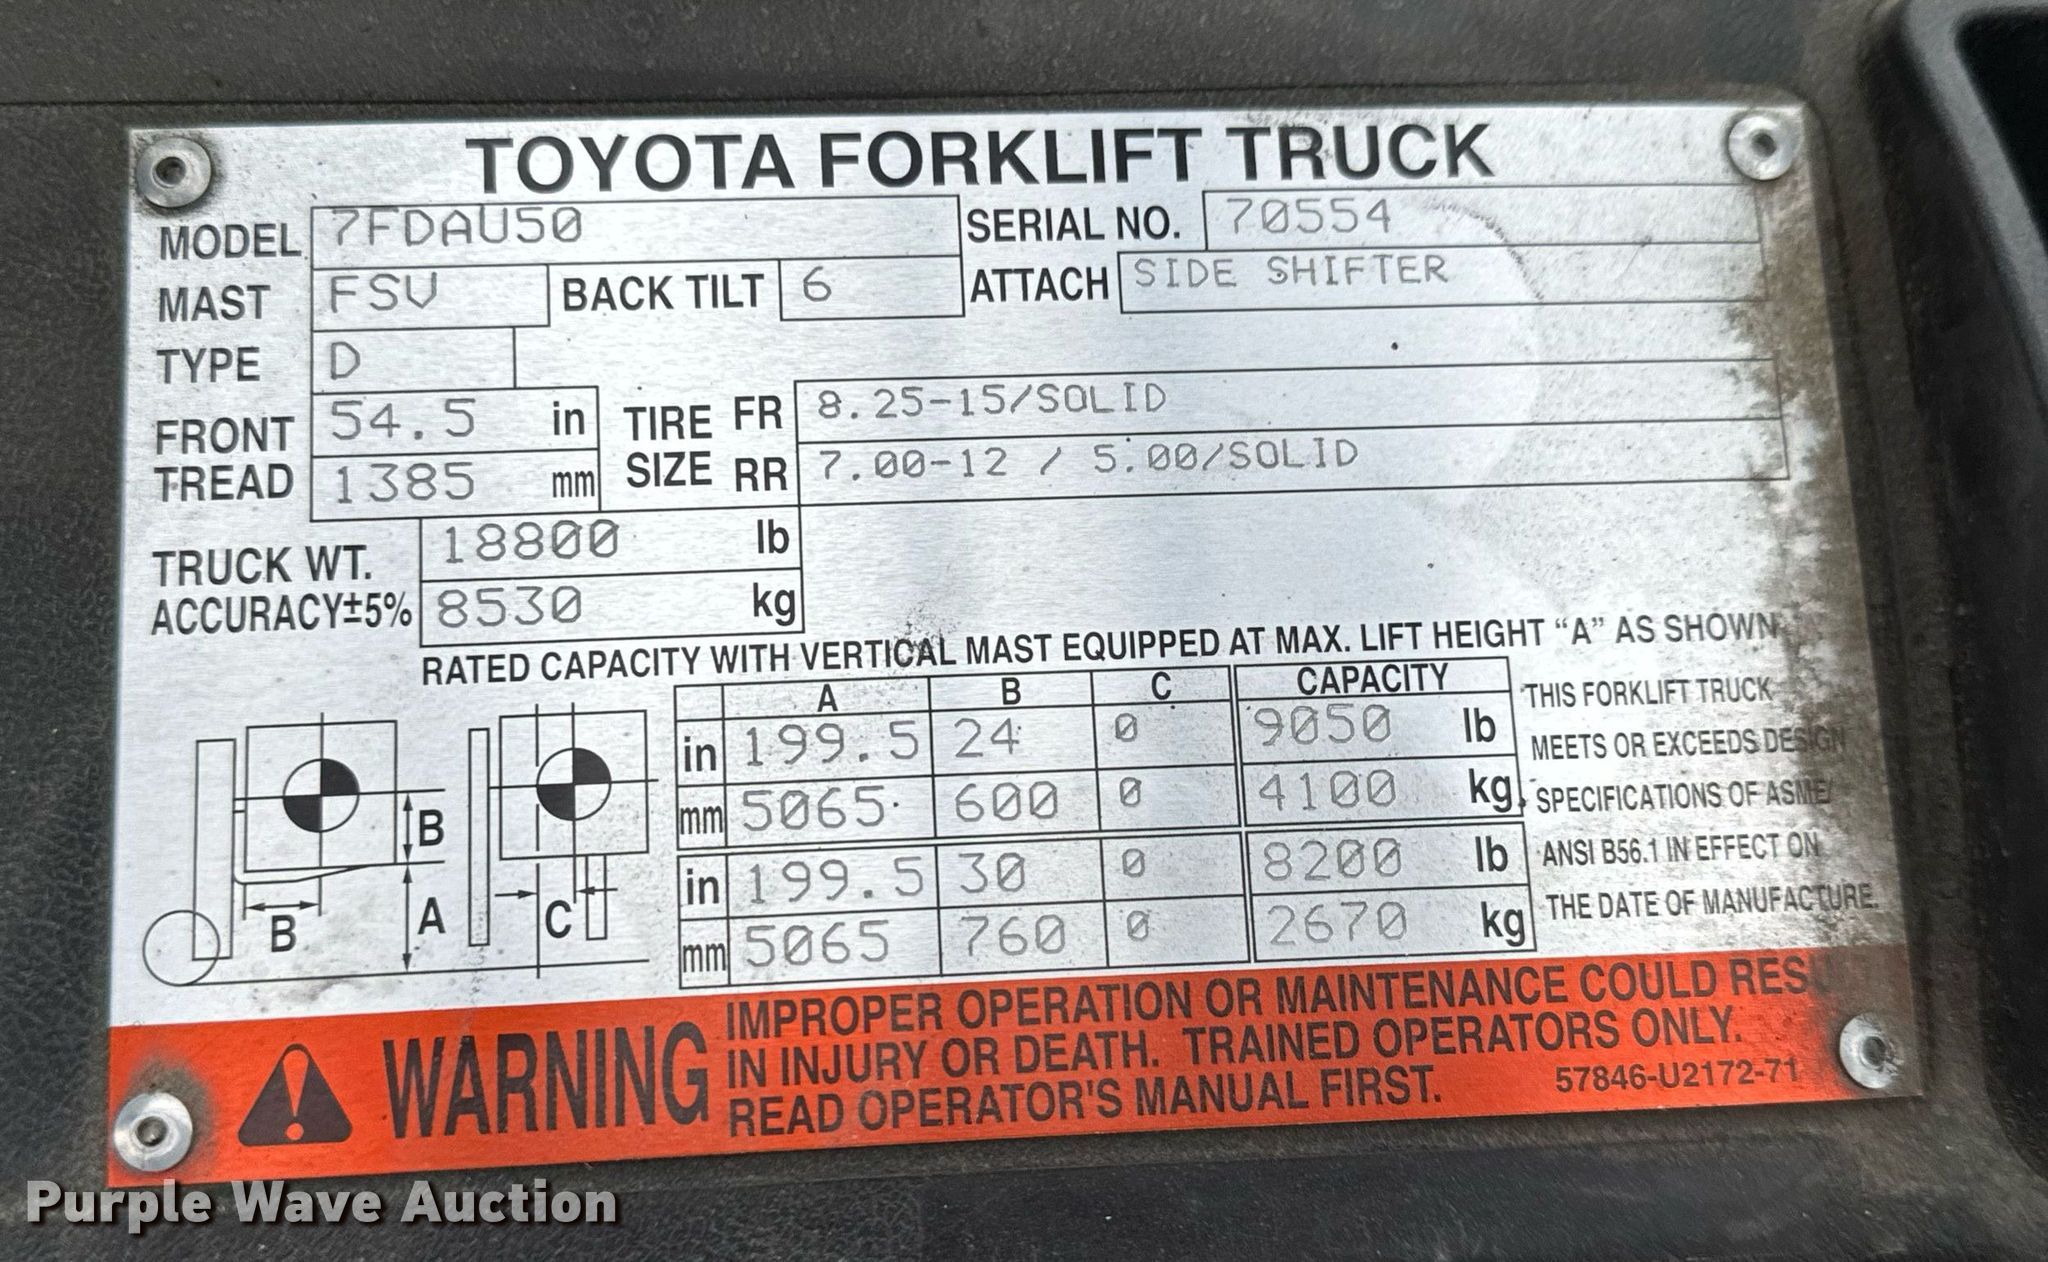 TOYOTA FORKLIFT TRUCK
MODEL 7FDAU50 SERIAL NO. 70554
MAST FSV BACK TILT 6 ATTACH SIDE SHIFTER
TYPE D
FRONT TREAD 54.5 in TIRE SIZE FR 8.25-15/SOLID
1385 mm RR 7.00-12 / 5.00/SOLID
TRUCK WT. 18800 lb
ACCURACY±5% 8530 kg
RATED CAPACITY WITH VERTICAL MAST EQUIPPED AT MAX. LIFT HEIGHT "A" AS SHOWN
A B C CAPACITY
in 199.5 24 0 9050 lb
mm 5065 600 0 4100 kg
in 199.5 30 0 8200 lb
mm 5065 760 0 2670 kg
B
B
A
C
THIS FORKLIFT TRUCK
MEETS OR EXCEEDS DESIGN
SPECIFICATIONS OF ASME/
ANSI B56.1 IN EFFECT ON
THE DATE OF MANUFACTURE.
WARNING
IMPROPER OPERATION OR MAINTENANCE COULD RESU
IN INJURY OR DEATH. TRAINED OPERATORS ONLY.
READ OPERATOR'S MANUAL FIRST. 57846-U2172-71
Purple Wave Auction